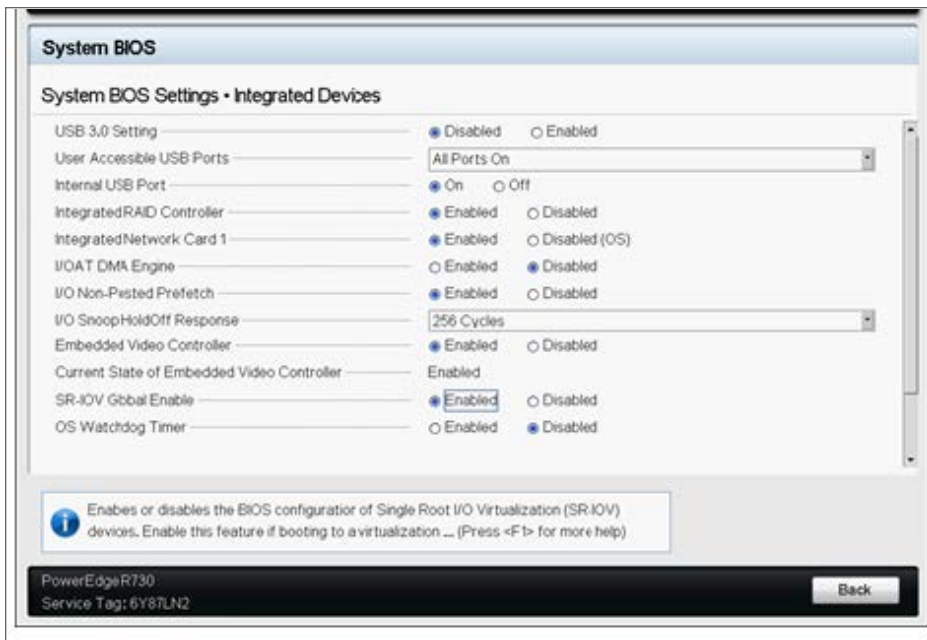 System BIOS
System BIOS Settings • Integrated Devices
USB 3.0 Setting Disabled Enabled
User Accessible USB Ports All Ports On
Internal USB Port On Off
Integrated RAID Controller Enabled Disabled
Integrated Network Card 1 Enabled Disabled (OS)
I/OAT DMA Engine Enabled Disabled
I/O Non-Posted Prefetch Enabled Disabled
I/O Snoop HoldOff Response 256 Cycles
Embedded Video Controller Enabled Disabled
Current State of Embedded Video Controller Enabled
SR-IOV Global Enable Enabled Disabled
OS Watchdog Timer Enabled Disabled
Enabes or disables the BIOS configuration of Single Root I/O Virtualization (SR-IOV)
devices. Enable this feature if booting to a virtualization ... (Press <F1> for more help)
PowerEdge R730
Service Tag: 6Y87LN2
Back